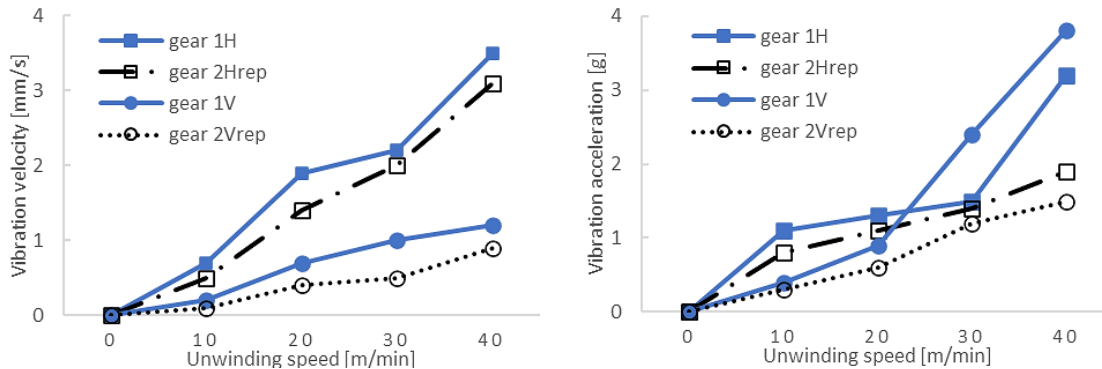 4
3
2
1
0
Vibration velocity [mm/s]
gear 1H
gear 2Hrep
gear 1V
gear 2Vrep
0 10 20 30 40
Unwinding speed [m/min]
4
3
2
1
0
Vibration acceleration [g]
gear 1H
gear 2Hrep
gear 1V
gear 2Vrep
0 10 20 30 40
Unwinding speed [m/min]